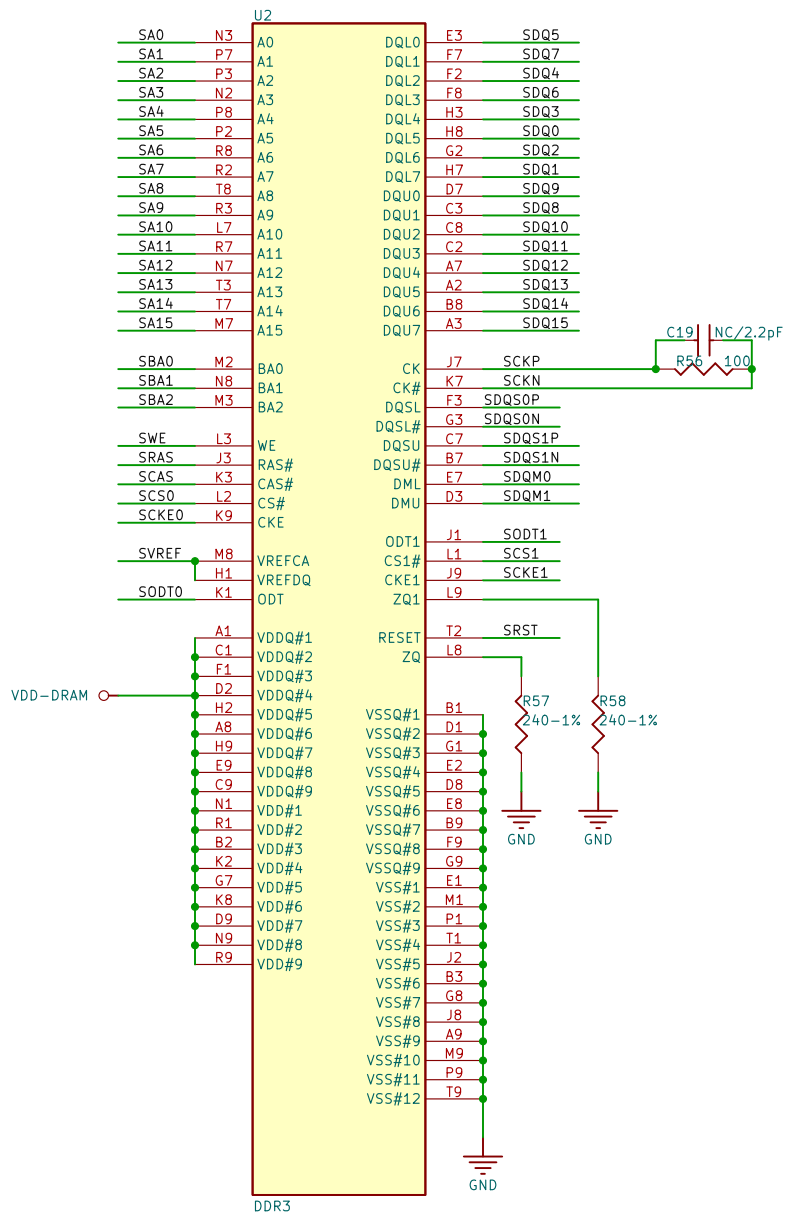 U2
SA0 N3 A0 DQL0 E3 SDQ5
SA1 P7 A1 DQL1 F7 SDQ7
SA2 P3 A2 DQL2 F2 SDQ4
SA3 N2 A3 DQL3 F8 SDQ6
SA4 P8 A4 DQL4 H3 SDQ3
SA5 P2 A5 DQL5 H8 SDQ0
SA6 R8 A6 DQL6 G2 SDQ2
SA7 R2 A7 DQL7 H7 SDQ1
SA8 T8 A8 DQU0 D7 SDQ9
SA9 R3 A9 DQU1 C3 SDQ8
SA10 L7 A10 DQU2 C8 SDQ10
SA11 R7 A11 DQU3 C2 SDQ11
SA12 N7 A12 DQU4 A7 SDQ12
SA13 T3 A13 DQU5 A2 SDQ13
SA14 T7 A14 DQU6 B8 SDQ14
SA15 M7 A15 DQU7 A3 SDQ15
C19 NC/2.2pF
SBA0 M2 BA0 CK J7 SCKP R56 100
SBA1 N8 BA1 CK# K7 SCKN
SBA2 M3 BA2 DQSL F3 SDQS0P
DQSL# G3 SDQS0N
SWE L3 WE DQSU C7 SDQS1P
SRAS J3 RAS# DQSU# B7 SDQS1N
SCAS K3 CAS# DML E7 SDQM0
SCS0 L2 CS# DMU D3 SDQM1
SCKE0 K9 CKE
ODT1 J1 SODT1
SVREF M8 VREFCA CS1# L1 SCS1
H1 VREFDQ CKE1 J9 SCKE1
SODT0 K1 ODT ZQ1 L9
A1 VDDQ#1 RESET T2 SRST
C1 VDDQ#2 ZQ L8
F1 VDDQ#3
VDD-DRAM D2 VDDQ#4 R57 R58
H2 VDDQ#5 VSSQ#1 B1 240-1% 240-1%
A8 VDDQ#6 VSSQ#2 D1
H9 VDDQ#7 VSSQ#3 G1
E9 VDDQ#8 VSSQ#4 E2
C9 VDDQ#9 VSSQ#5 D8
N1 VDD#1 VSSQ#6 E8
R1 VDD#2 VSSQ#7 B9
GND GND
B2 VDD#3 VSSQ#8 F9
K2 VDD#4 VSSQ#9 G9
G7 VDD#5 VSS#1 E1
K8 VDD#6 VSS#2 M1
D9 VDD#7 VSS#3 P1
N9 VDD#8 VSS#4 T1
R9 VDD#9 VSS#5 J2
VSS#6 B3
VSS#7 G8
VSS#8 J8
VSS#9 A9
VSS#10 M9
VSS#11 P9
VSS#12 T9
GND
DDR3